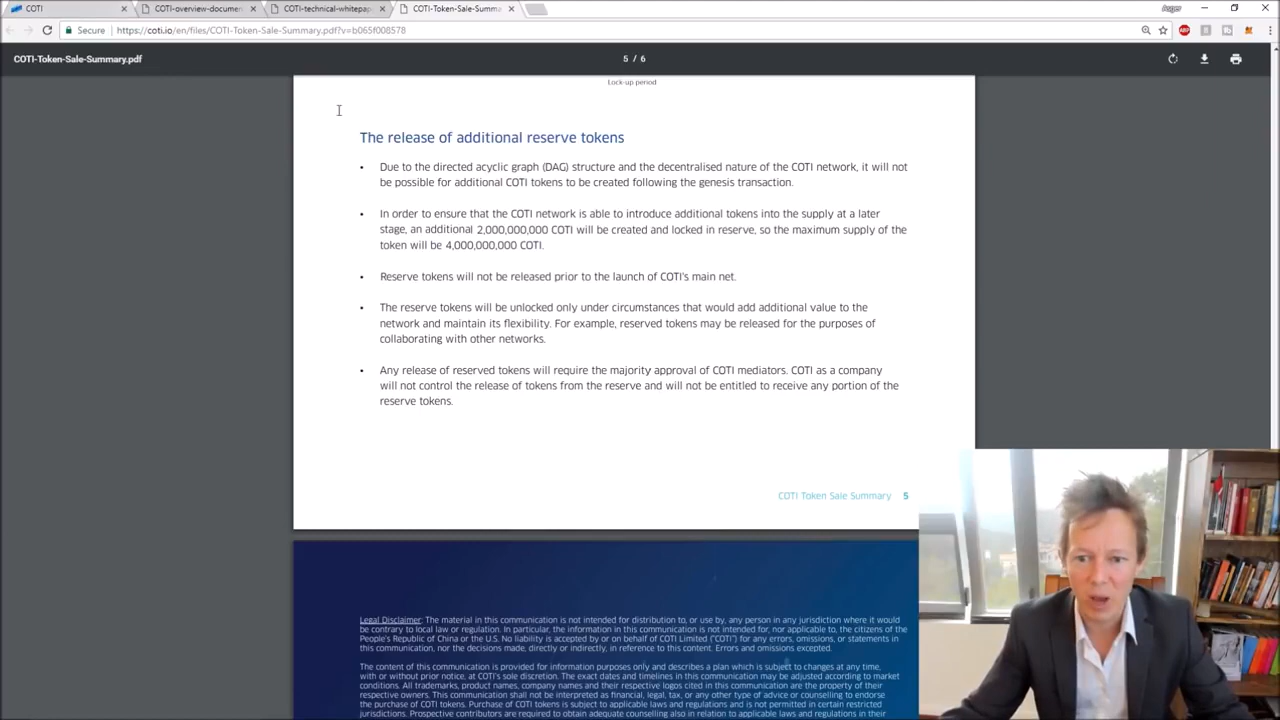 COTI
COTI-overview-documen
COTI-technical-whitepap
COTI-Token-Sale-Summa
Secure
https://coti.io/en/files/COTI-Token-Sale-Summary.pdf?v=b065f008578
COTI-Token-Sale-Summary.pdf
5 / 6
Lock-up period
The release of additional reserve tokens
• Due to the directed acyclic graph (DAG) structure and the decentralised nature of the COTI network, it will not
be possible for additional COTI tokens to be created following the genesis transaction.
• In order to ensure that the COTI network is able to introduce additional tokens into the supply at a later
stage, an additional 2,000,000,000 COTI will be created and locked in reserve, so the maximum supply of the
token will be 4,000,000,000 COTI.
• Reserve tokens will not be released prior to the launch of COTI's main net.
• The reserve tokens will be unlocked only under circumstances that would add additional value to the
network and maintain its flexibility. For example, reserved tokens may be released for the purposes of
collaborating with other networks.
• Any release of reserved tokens will require the majority approval of COTI mediators. COTI as a company
will not control the release of tokens from the reserve and will not be entitled to receive any portion of the
reserve tokens.
COTI Token Sale Summary 5
Legal Disclaimer: The material in this communication is not intended for distribution to, or use by, any person in any jurisdiction where it would
be contrary to local law or regulation. In particular, the information in this communication is not intended for, nor applicable to, the citizens of the
People's Republic of China or the U.S. No liability is accepted by or on behalf of COTI Limited ("COTI") for any errors, omissions, or statements in
this communication, nor the decisions made, directly or indirectly, in reference to this content. Errors and omissions excepted.
The content of this communication is provided for information purposes only and describes a plan which is subject to changes at any time,
with or without prior notice, at COTI's sole discretion. The exact dates and timelines in this communication may be adjusted according to market
conditions. All trademarks, product names, company names and their respective logos cited in this communication are the property of their
respective owners. This communication shall not be interpreted as financial, legal, tax, or any other type of advice or counselling to endorse
the purchase of COTI tokens. Purchase of COTI tokens is subject to applicable laws and regulations and is not permitted in certain restricted
jurisdictions. Prospective contributors are required to obtain adequate counselling also in relation to applicable laws and regulations in their